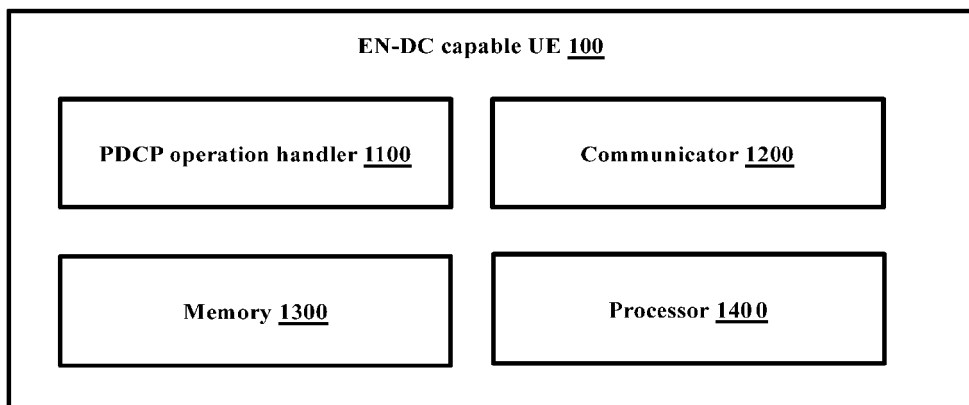 EN-DC capable UE 100
PDCP operation handler 1100
Communicator 1200
Memory 1300
Processor 1400